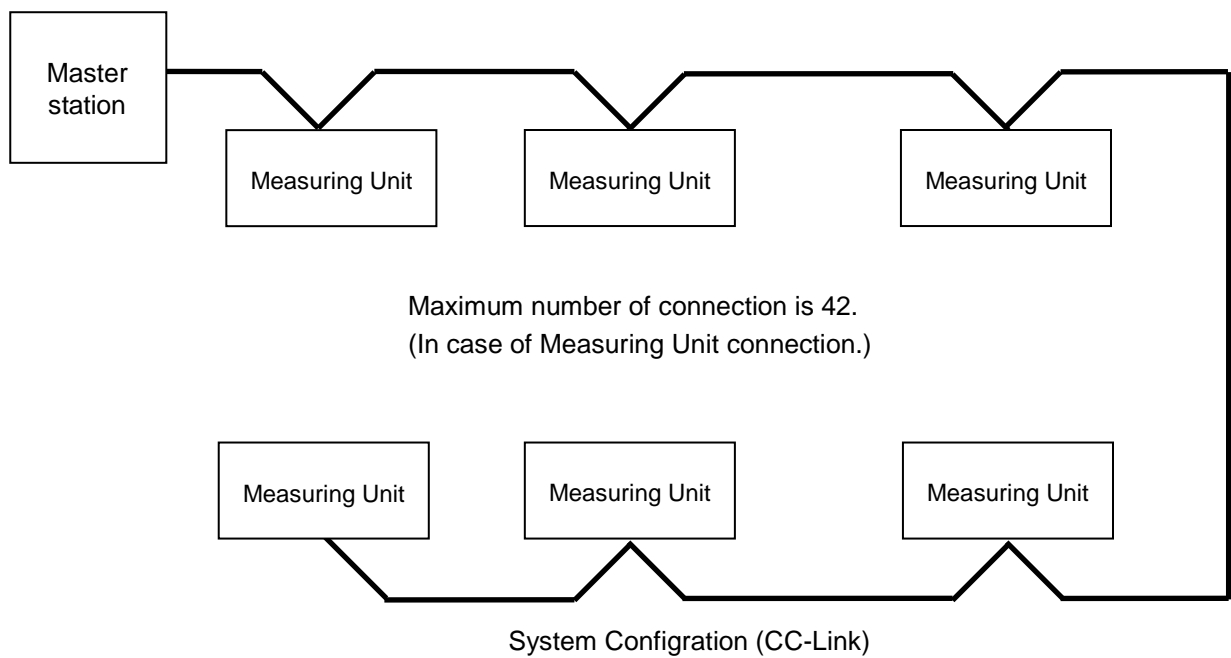 Master
station
Measuring Unit
Measuring Unit
Measuring Unit
Maximum number of connection is 42.
(In case of Measuring Unit connection.)
Measuring Unit
Measuring Unit
Measuring Unit
System Configration (CC-Link)